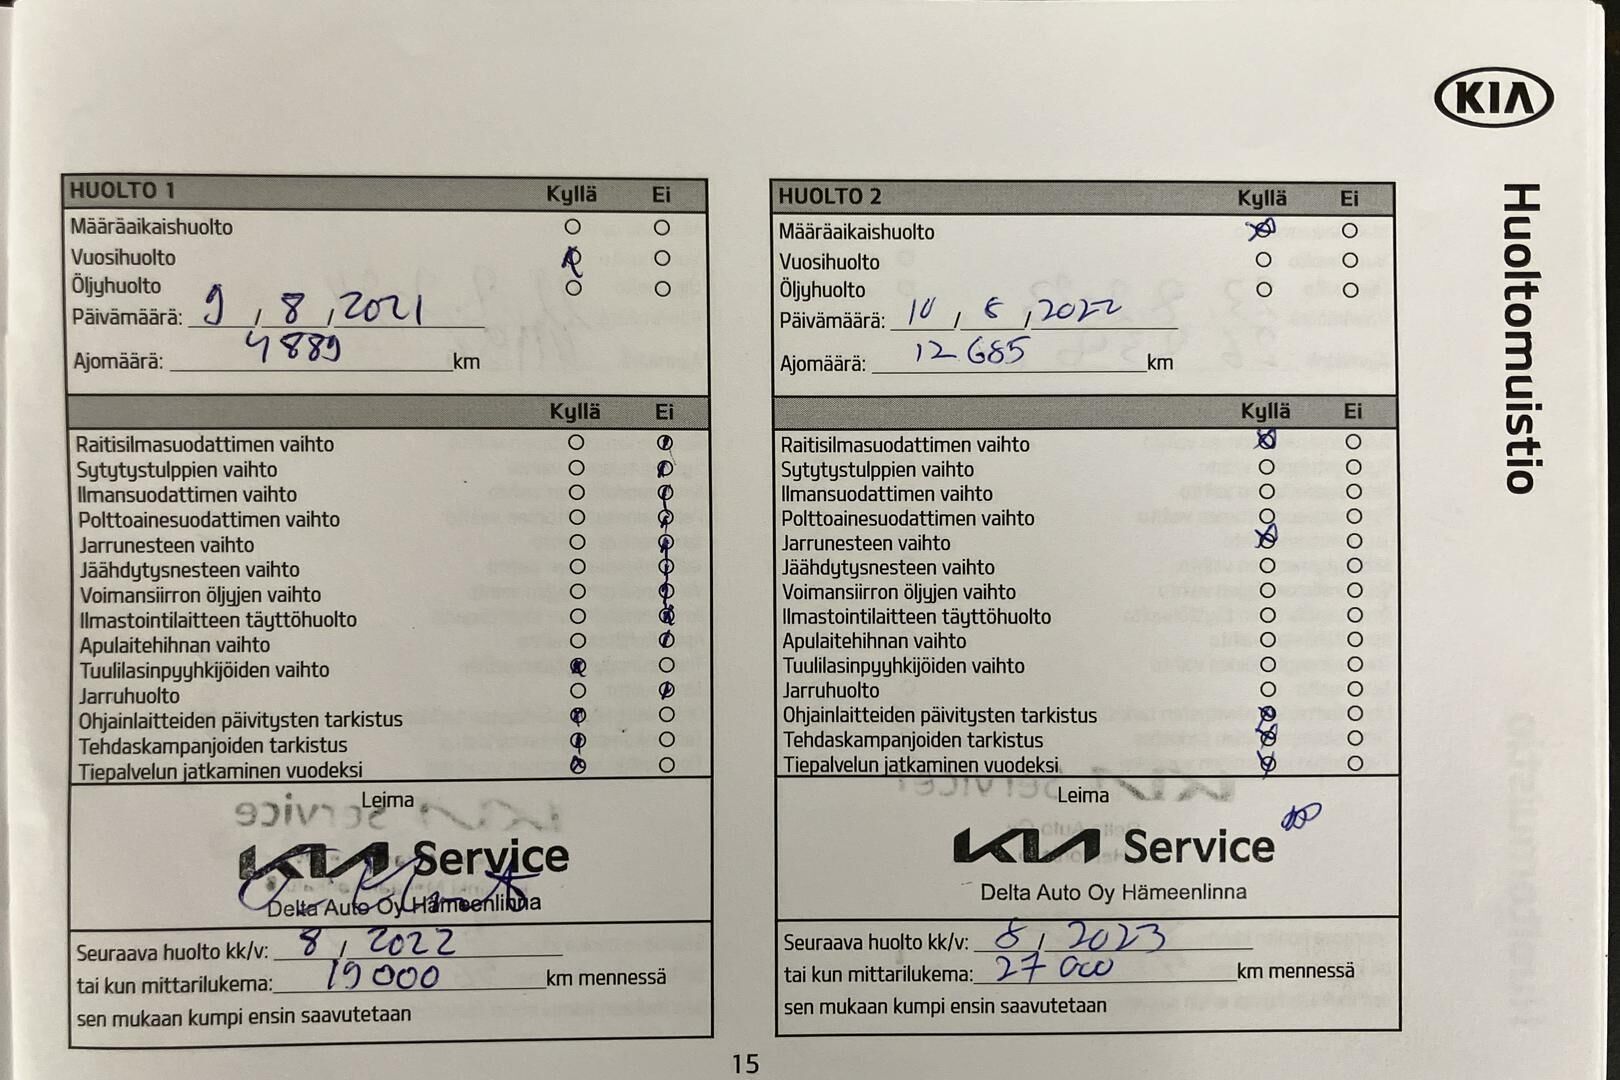 KIA
Huoltomuistio
HUOLTO 1 Kyllä Ei
Määräaikaishuolto
Vuosihuolto
Öljyhuolto
Päivämäärä: 9 / 8 / 2021
Ajomäärä: 4889 km
Kyllä Ei
Raitisilmasuodattimen vaihto
Sytytystulppien vaihto
Ilmansuodattimen vaihto
Polttoainesuodattimen vaihto
Jarrunesteen vaihto
Jäähdytysnesteen vaihto
Voimansiirron öljyjen vaihto
Ilmastointilaitteen täyttöhuolto
Apulaitehihnan vaihto
Tuulilasinpyyhkijöiden vaihto
Jarruhuolto
Ohjainlaitteiden päivitysten tarkistus
Tehdaskampanjoiden tarkistus
Tiepalvelun jatkaminen vuodeksi
Leima
KIA Service
Delta Auto Oy Hämeenlinna
Seuraava huolto kk/v: 8 / 2022
tai kun mittarilukema: 19000 km mennessä
sen mukaan kumpi ensin saavutetaan
HUOLTO 2 Kyllä Ei
Määräaikaishuolto
Vuosihuolto
Öljyhuolto
Päivämäärä: 10 / / 2022
Ajomäärä: 12685 km
Kyllä Ei
Raitisilmasuodattimen vaihto
Sytytystulppien vaihto
Ilmansuodattimen vaihto
Polttoainesuodattimen vaihto
Jarrunesteen vaihto
Jäähdytysnesteen vaihto
Voimansiirron öljyjen vaihto
Ilmastointilaitteen täyttöhuolto
Apulaitehihnan vaihto
Tuulilasinpyyhkijöiden vaihto
Jarruhuolto
Ohjainlaitteiden päivitysten tarkistus
Tehdaskampanjoiden tarkistus
Tiepalvelun jatkaminen vuodeksi
Leima
KIA Service
Delta Auto Oy Hämeenlinna
Seuraava huolto kk/v: 8 / 2023
tai kun mittarilukema: 27000 km mennessä
sen mukaan kumpi ensin saavutetaan
15